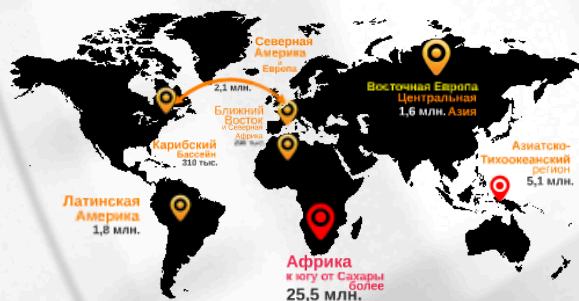 Северная
Америка
и
Европа
2,1 млн.
Восточная Европа
Центральная
1,6 млн. Азия
Ближний
Восток
и Северная
Африка
тыс.
Карибский
Бассейн
310 тыс.
Азиатско-
Тихоокеанский
регион
5,1 млн.
Латинская
Америка
1,8 млн.
Африка
к югу от Сахары
более
25,5 млн.